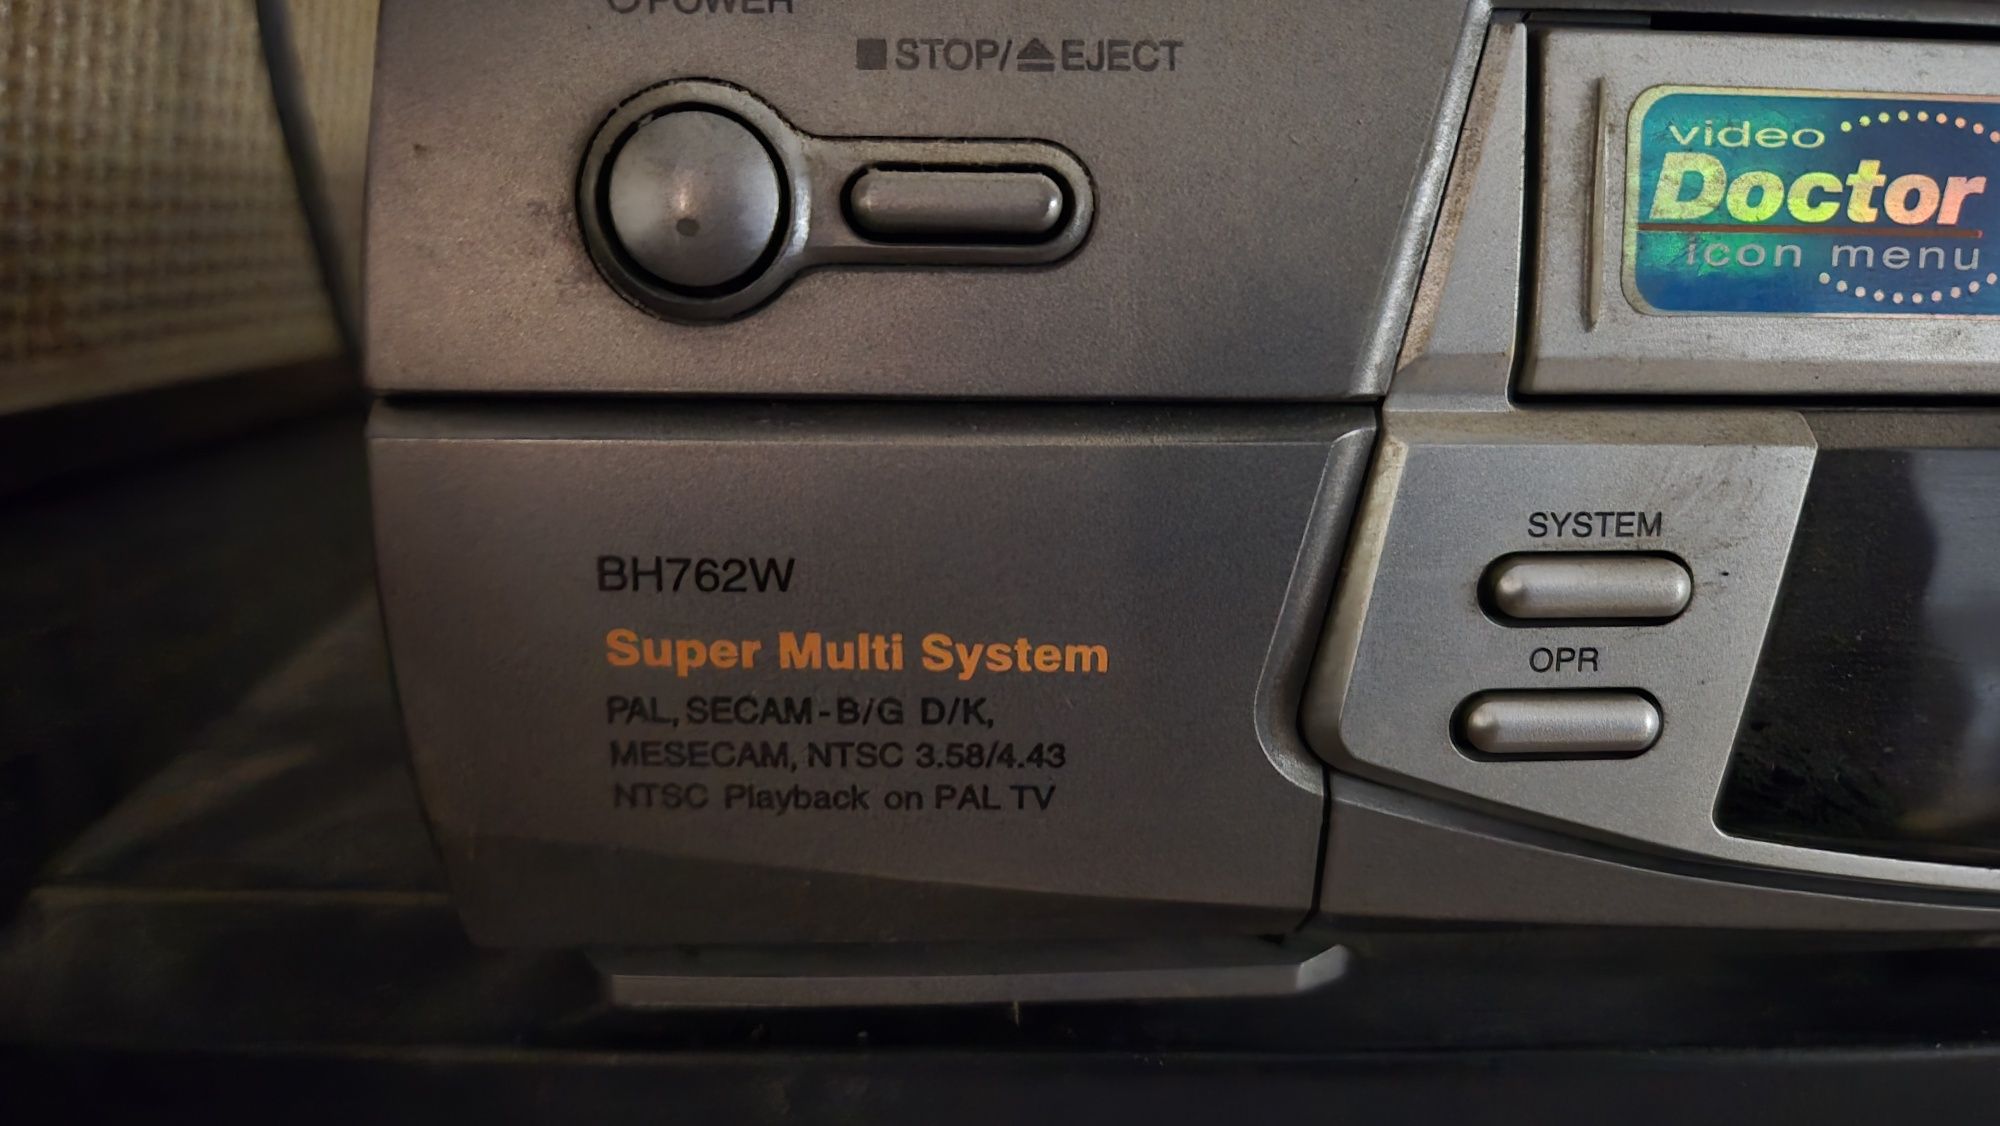 POWER
■STOP/⏏EJECT
video
Doctor
icon menu
SYSTEM
OPR
BH762W
Super Multi System
PAL, SECAM-B/G D/K,
MESECAM, NTSC 3.58/4.43
NTSC Playback on PAL TV